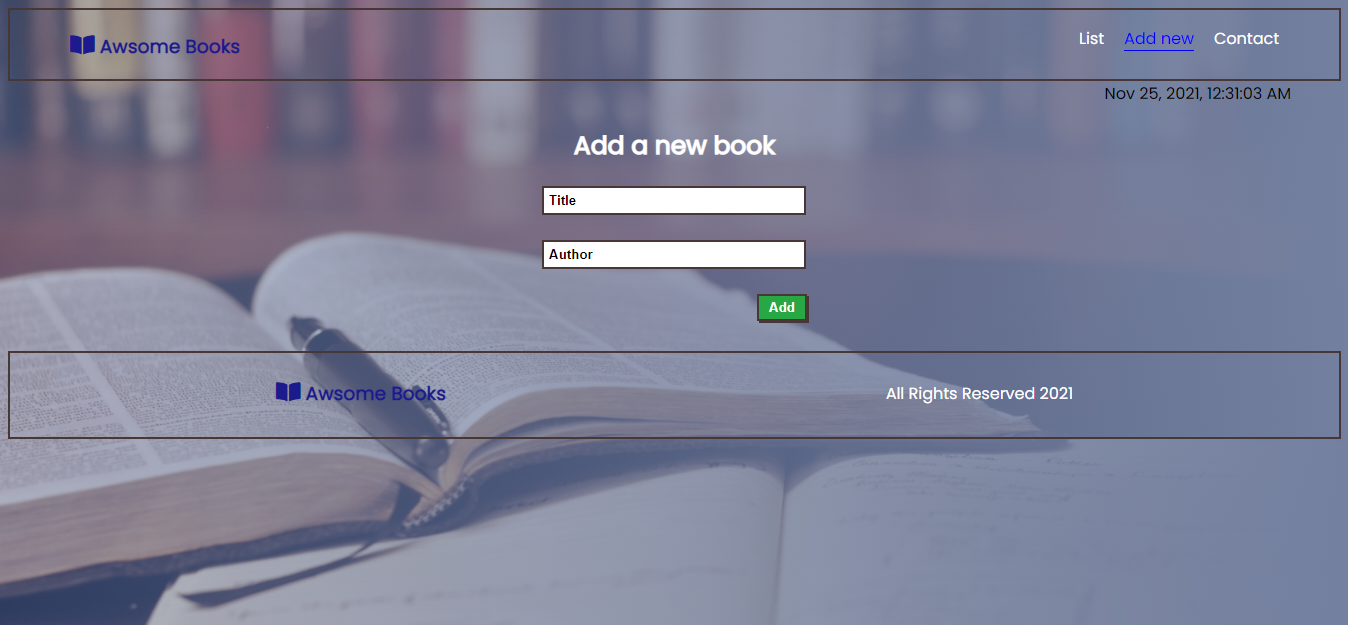 Awsome Books
List Add new Contact
Nov 25, 2021, 12:31:03 AM
Add a new book
Title
Author
Add
Awsome Books
All Rights Reserved 2021